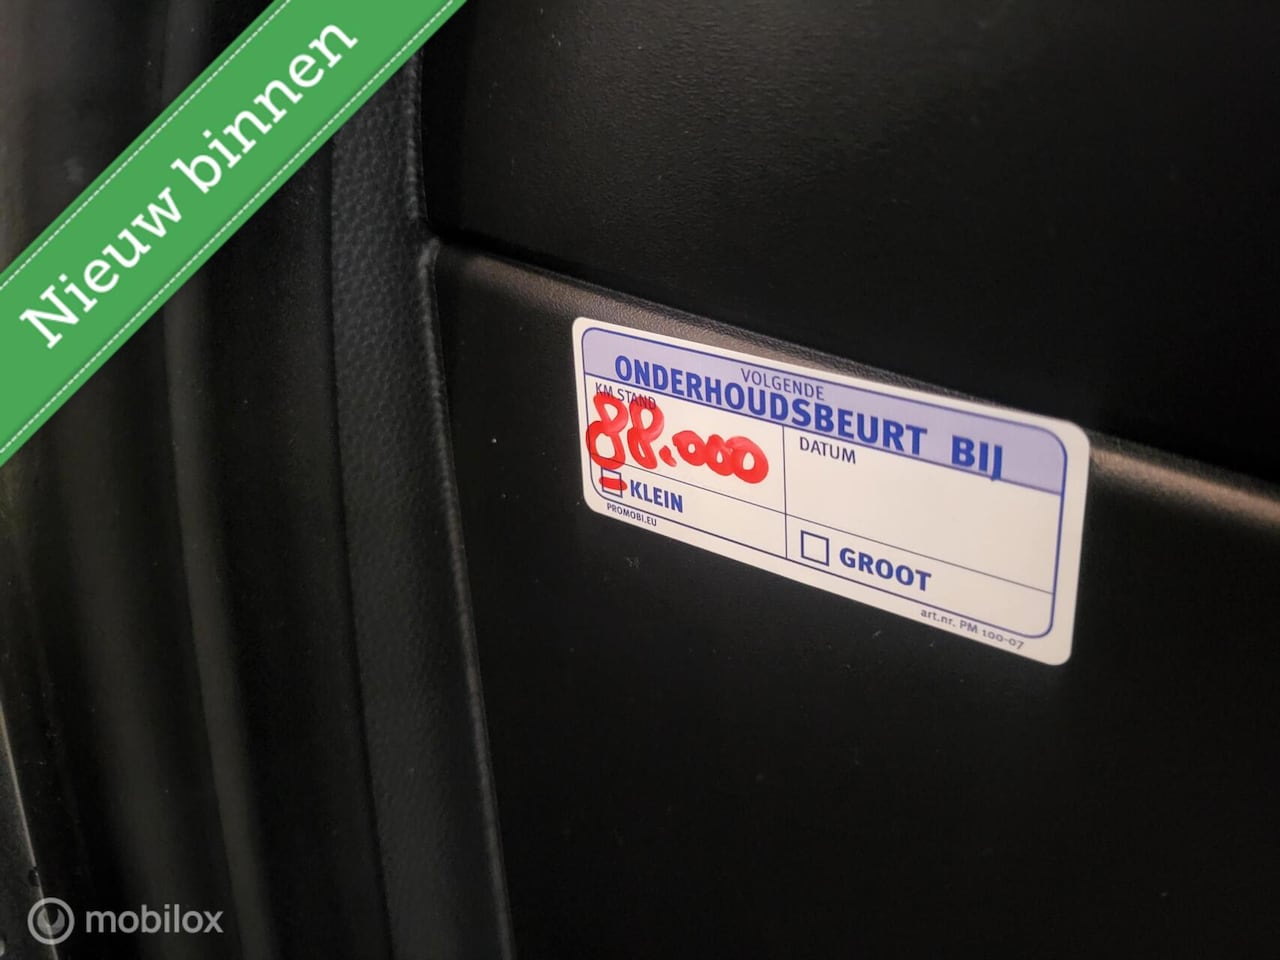 Nieuw binnen
VOLGENDE
ONDERHOUDSBEURT BIJ
KM STAND
88.000
DATUM
KLEIN
GROOT
PROMOBI.EU
art.nr. PM 100-07
mobilox